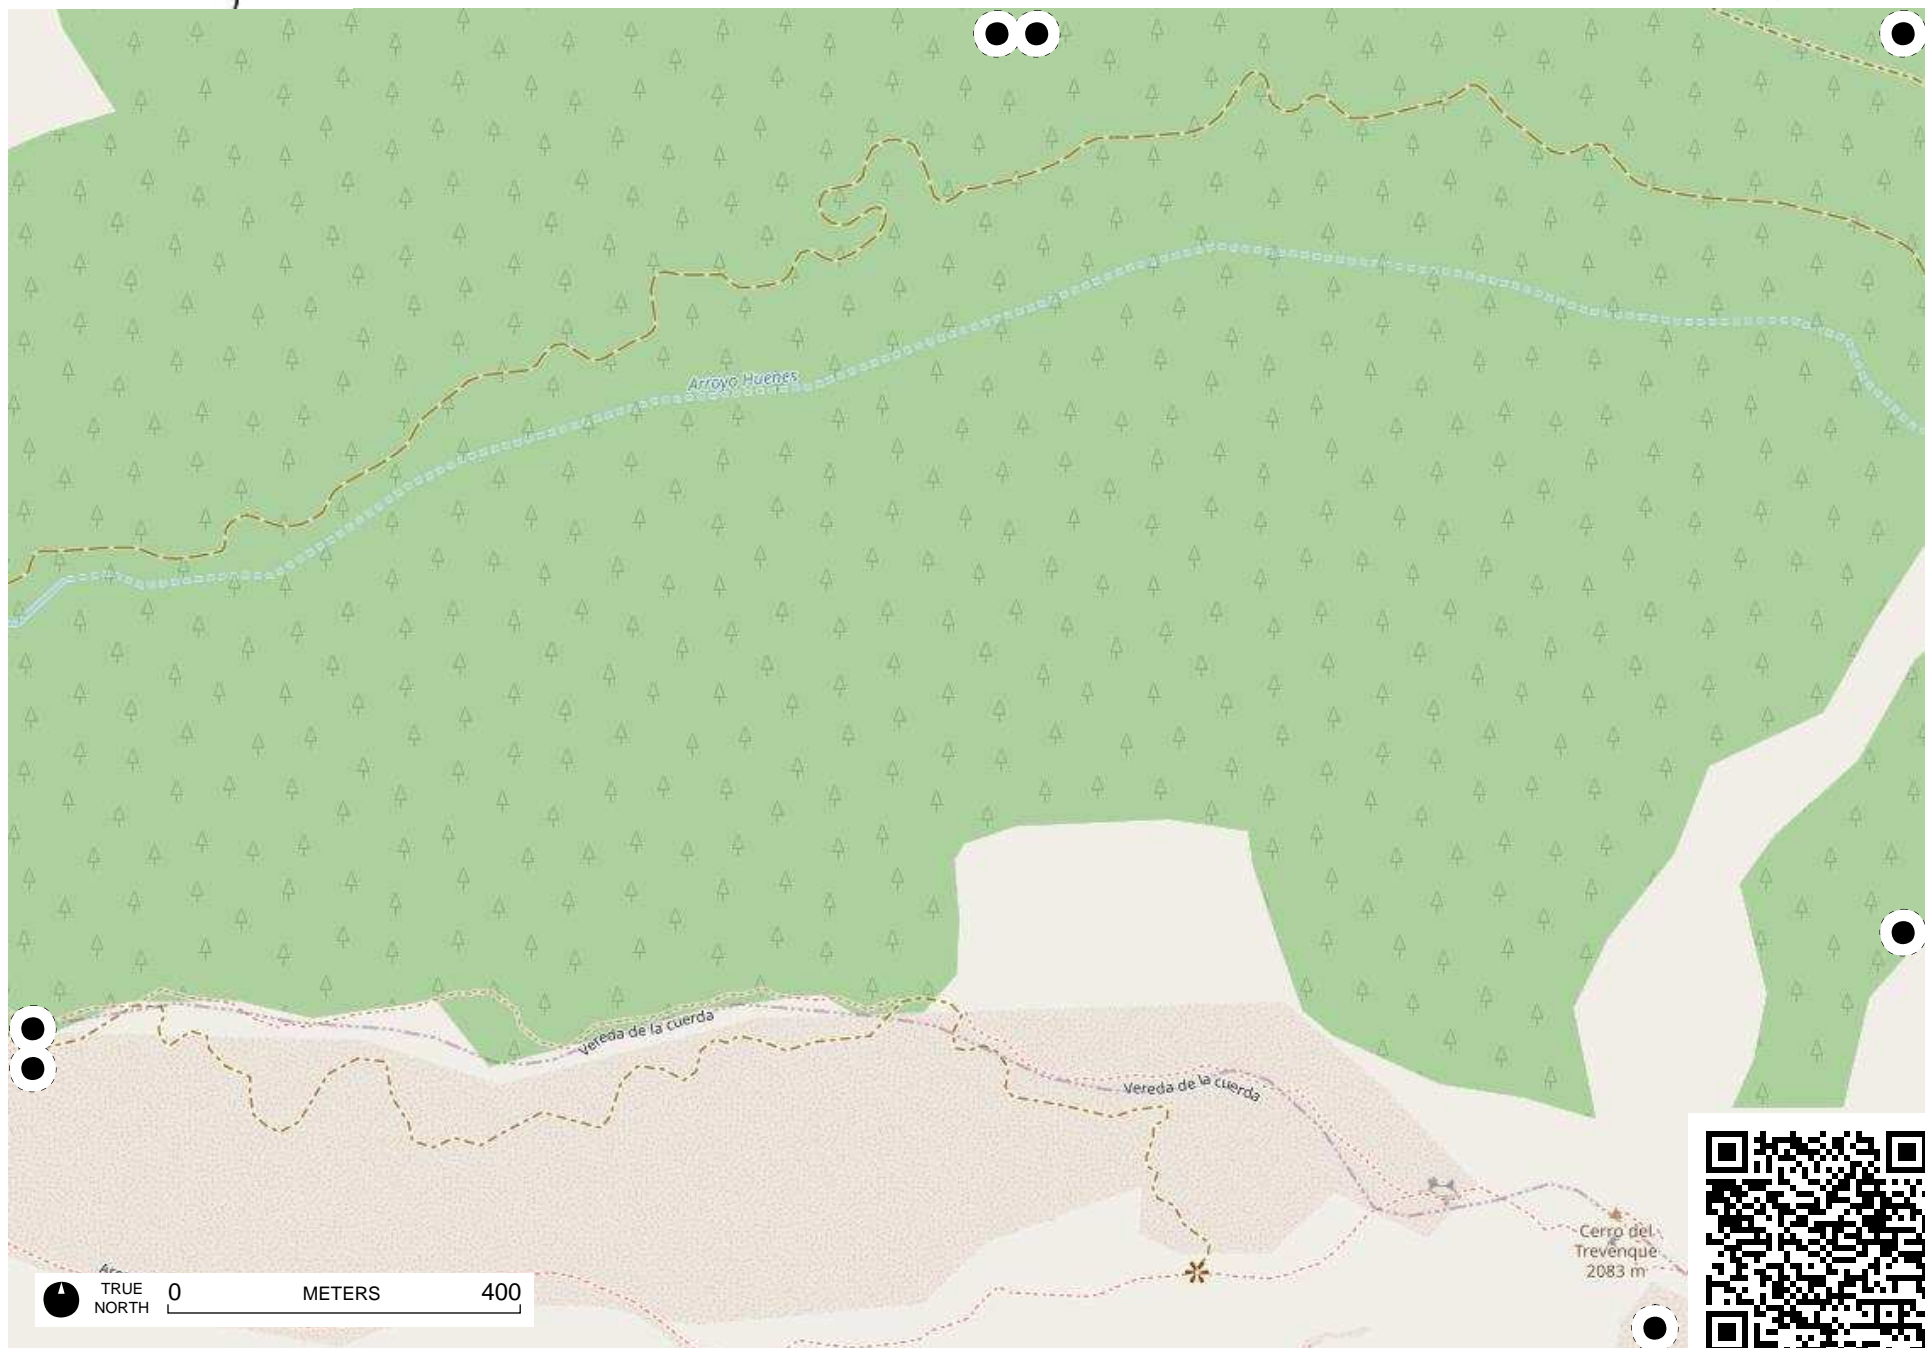 Arroyo Huenes
Vereda de la cuerda
Vereda de la cuerda
Cerro del
Trevenque
2083 m
TRUE
NORTH
0 METERS 400